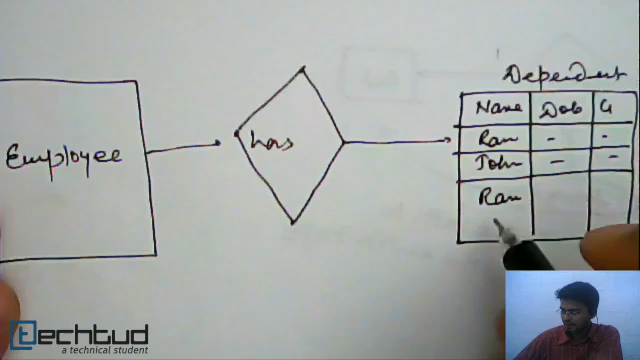 Dependent
Name Dob G
Ram - -
John - -
Ram
Employee
has
techtud
a technical student